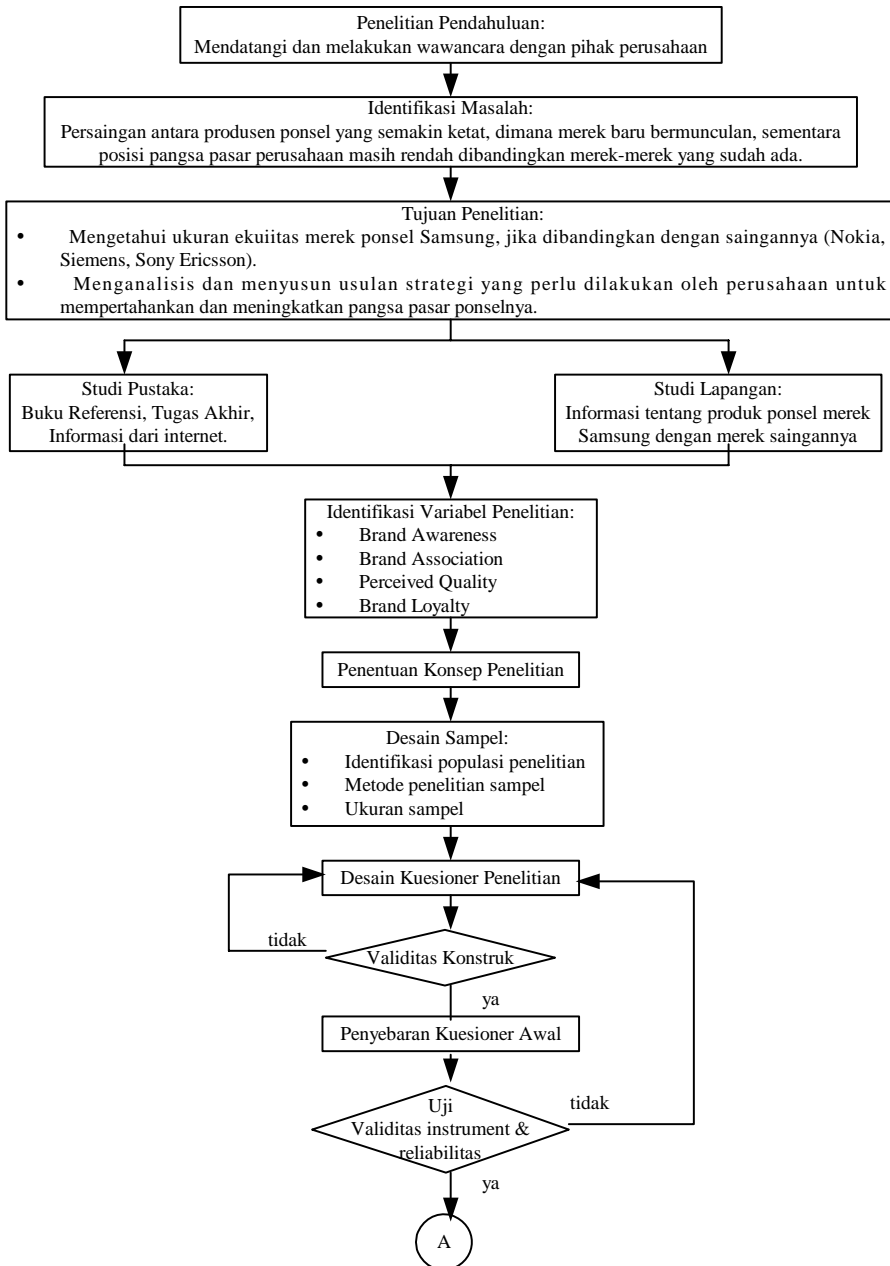 Penelitian Pendahuluan:
Mendatangi dan melakukan wawancara dengan pihak perusahaan
Identifikasi Masalah:
Persaingan antara produsen ponsel yang semakin ketat, dimana merek baru bermunculan, sementara
posisi pangsa pasar perusahaan masih rendah dibandingkan merek-merek yang sudah ada.
Tujuan Penelitian:
• Mengetahui ukuran ekuiitas merek ponsel Samsung, jika dibandingkan dengan saingannya (Nokia,
Siemens, Sony Ericsson).
• Menganalisis dan menyusun usulan strategi yang perlu dilakukan oleh perusahaan untuk
mempertahankan dan meningkatkan pangsa pasar ponselnya.
Studi Pustaka:
Buku Referensi, Tugas Akhir,
Informasi dari internet.
Studi Lapangan:
Informasi tentang produk ponsel merek
Samsung dengan merek saingannya
Identifikasi Variabel Penelitian:
• Brand Awareness
• Brand Association
• Perceived Quality
• Brand Loyalty
Penentuan Konsep Penelitian
Desain Sampel:
• Identifikasi populasi penelitian
• Metode penelitian sampel
• Ukuran sampel
Desain Kuesioner Penelitian
tidak
Validitas Konstruk
ya
Penyebaran Kuesioner Awal
Uji
Validitas instrument &
reliabilitas
tidak
ya
A